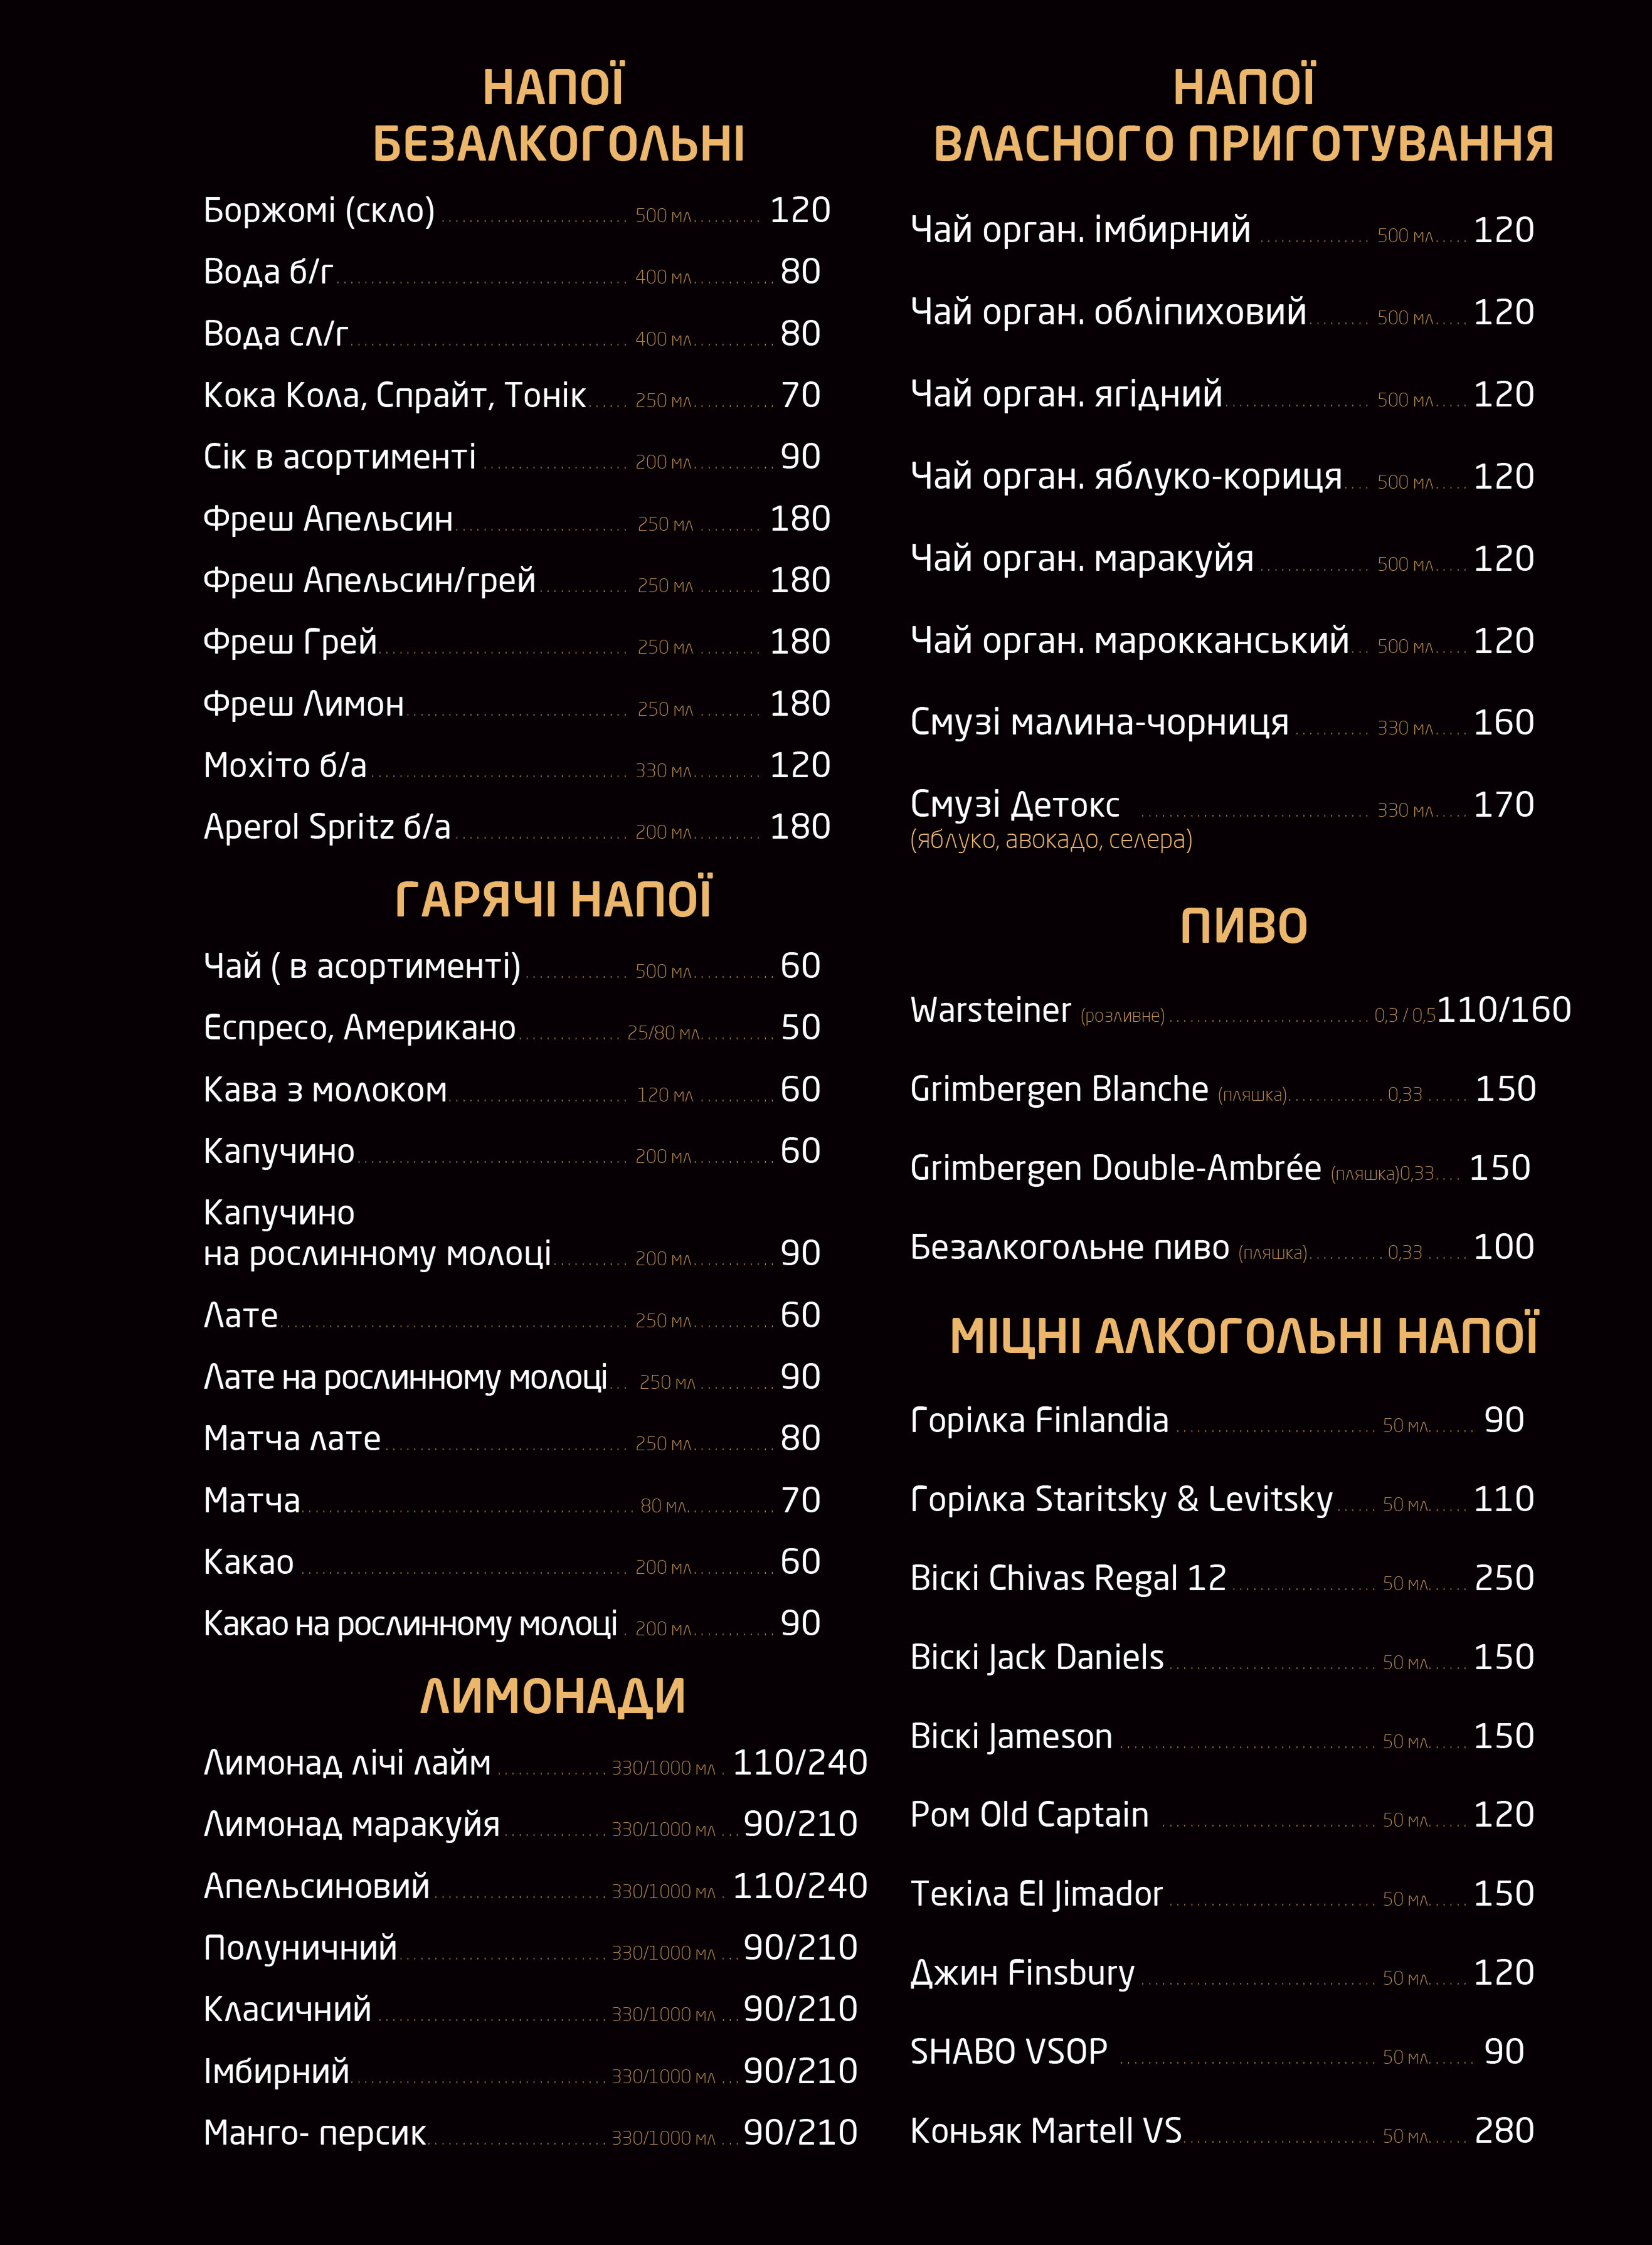 НАПОЇ
БЕЗАЛКОГОЛЬНІ
Боржомі (скло) 500 мл 120
Вода б/г 400 мл 80
Вода сл/г 400 мл 80
Кока Кола, Спрайт, Тонік 250 мл 70
Сік в асортименті 200 мл 90
Фреш Апельсин 250 мл 180
Фреш Апельсин/грей 250 мл 180
Фреш Грей 250 мл 180
Фреш Лимон 250 мл 180
Мохіто б/а 330 мл 120
Aperol Spritz б/а 200 мл 180
ГАРЯЧІ НАПОЇ
Чай ( в асортименті) 500 мл 60
Еспресо, Американо 25/80 мл 50
Кава з молоком 120 мл 60
Капучино 200 мл 60
Капучино
на рослинному молоці 200 мл 90
Лате 250 мл 60
Лате на рослинному молоці 250 мл 90
Матча лате 250 мл 80
Матча 80 мл 70
Какао 200 мл 60
Какао на рослинному молоці 200 мл 90
ЛИМОНАДИ
Лимонад лічі лайм 330/1000 мл 110/240
Лимонад маракуйя 330/1000 мл 90/210
Апельсиновий 330/1000 мл 110/240
Полуничний 330/1000 мл 90/210
Класичний 330/1000 мл 90/210
Імбирний 330/1000 мл 90/210
Манго- персик 330/1000 мл 90/210
НАПОЇ
ВЛАСНОГО ПРИГОТУВАННЯ
Чай орган. імбирний 500 мл 120
Чай орган. обліпиховий 500 мл 120
Чай орган. ягідний 500 мл 120
Чай орган. яблуко-кориця 500 мл 120
Чай орган. маракуйя 500 мл 120
Чай орган. марокканський 500 мл 120
Смузі малина-чорниця 330 мл 160
Смузі Детокс 330 мл 170
(яблуко, авокадо, селера)
ПИВО
Warsteiner (розливне) 0,3 / 0,5 110/160
Grimbergen Blanche (пляшка) 0,33 150
Grimbergen Double-Ambrée (пляшка) 0,33 150
Безалкогольне пиво (пляшка) 0,33 100
МІЦНІ АЛКОГОЛЬНІ НАПОЇ
Горілка Finlandia 50 мл 90
Горілка Staritsky & Levitsky 50 мл 110
Віскі Chivas Regal 12 50 мл 250
Віскі Jack Daniels 50 мл 150
Віскі Jameson 50 мл 150
Ром Old Captain 50 мл 120
Текіла El Jimador 50 мл 150
Джин Finsbury 50 мл 120
SHABO VSOP 50 мл 90
Коньяк Martell VS 50 мл 280